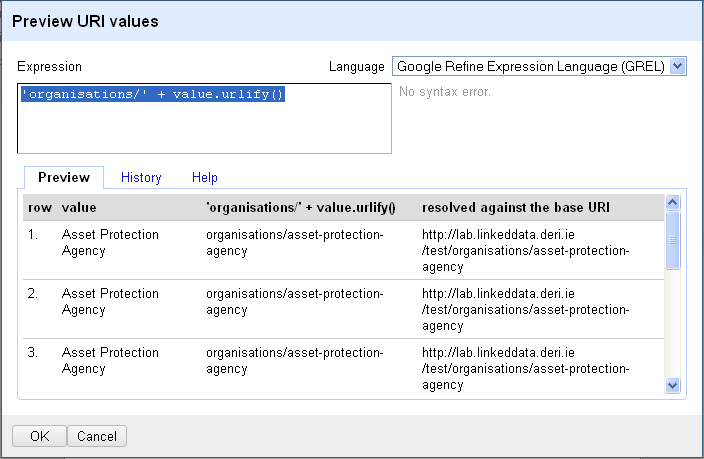 Preview URI values
Expression
Language Google Refine Expression Language (GREL)
'organisations/' + value.urlify()
No syntax error.
Preview History Help
row value 'organisations/' + value.urlify() resolved against the base URI
1. Asset Protection organisations/asset-protection- http://lab.linkeddata.deri.ie
Agency agency /test/organisations/asset-protection-
agency
2. Asset Protection organisations/asset-protection- http://lab.linkeddata.deri.ie
Agency agency /test/organisations/asset-protection-
agency
3. Asset Protection organisations/asset-protection- http://lab.linkeddata.deri.ie
Agency agency /test/organisations/asset-protection-
agency
OK Cancel